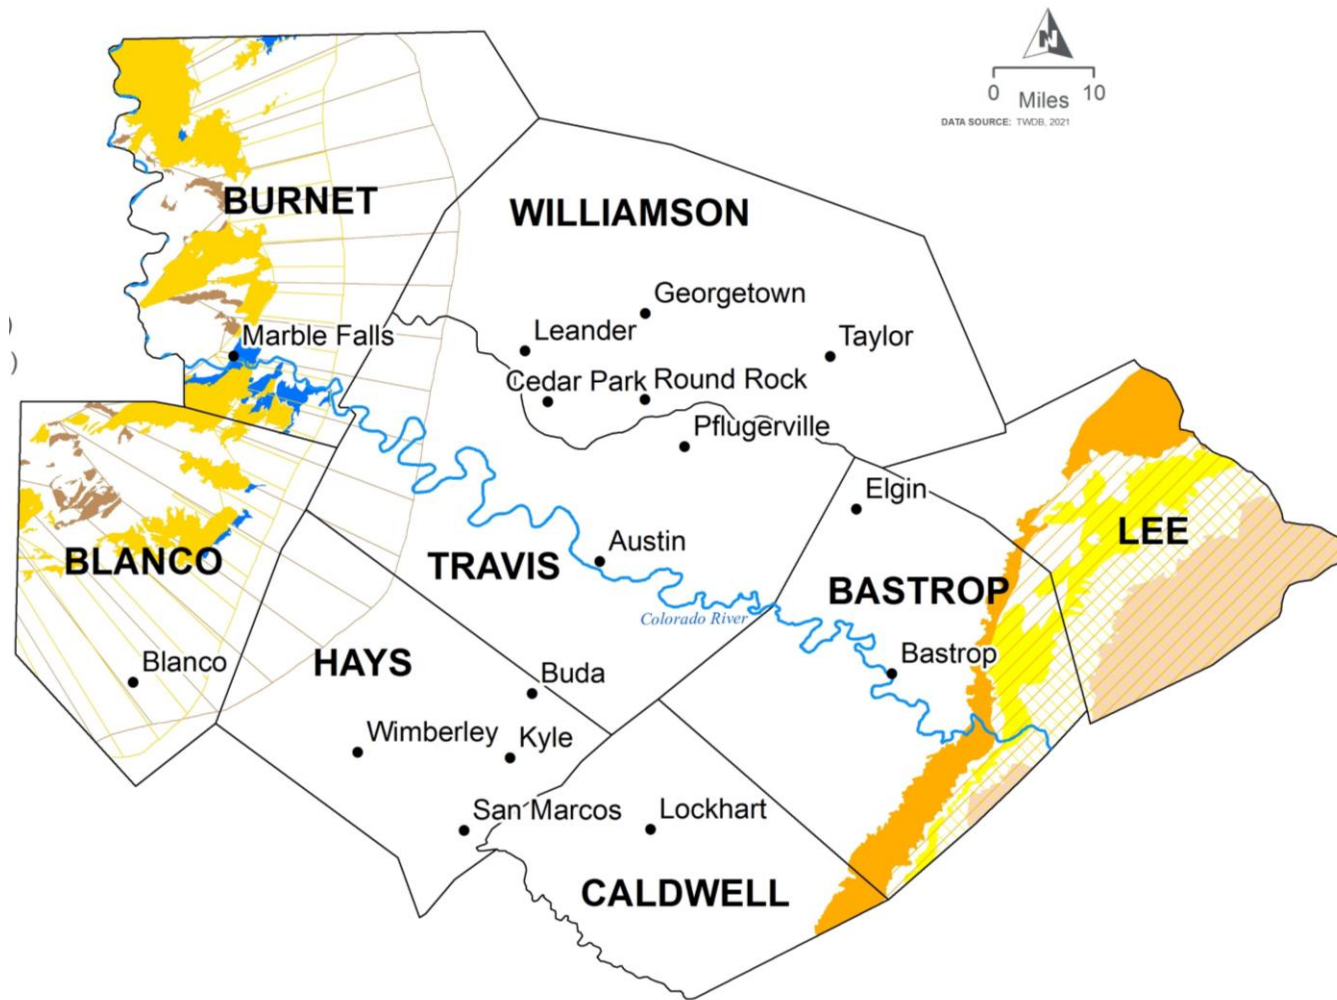 N
0 Miles 10
DATA SOURCE: TWDB, 2021
BURNET
WILLIAMSON
Georgetown
Leander
Marble Falls
Taylor
Cedar Park
Round Rock
Pflugerville
Elgin
LEE
Austin
BLANCO
TRAVIS
BASTROP
Colorado River
Bastrop
Blanco
HAYS
Buda
Wimberley
Kyle
San Marcos
Lockhart
CALDWELL
)
)